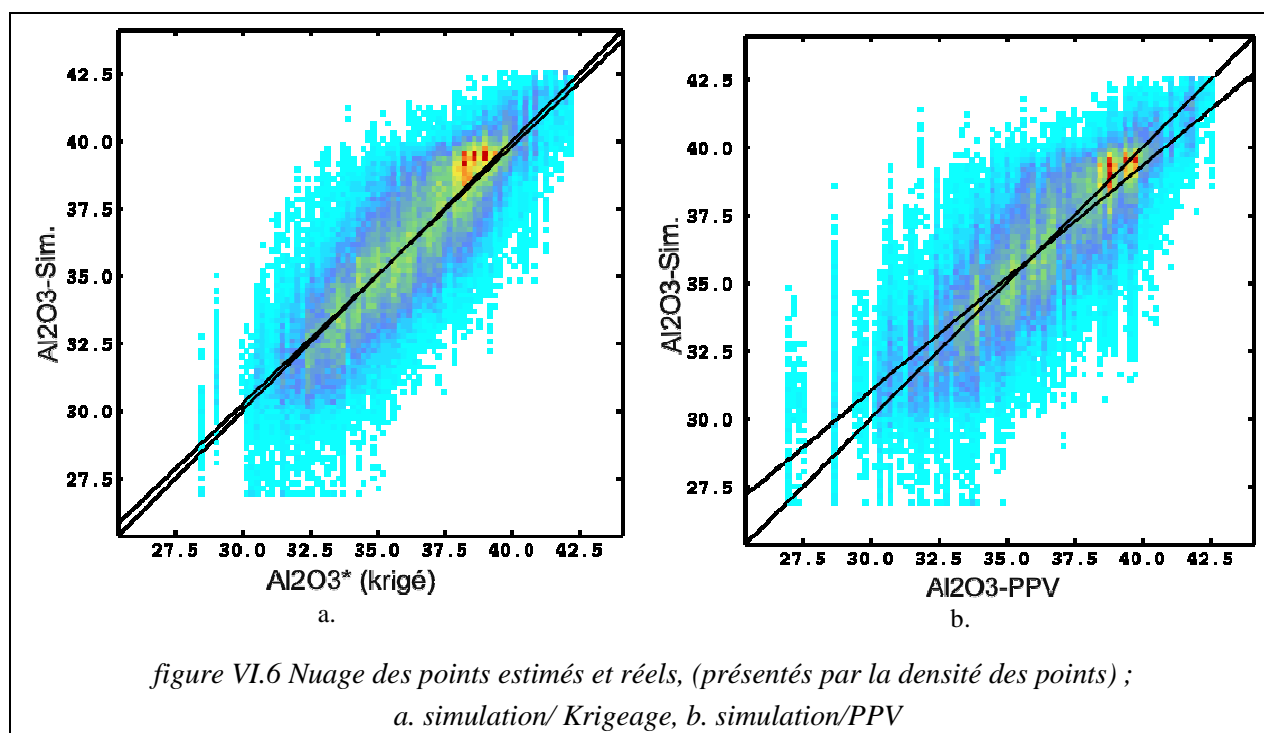 42.5
40.0
37.5
35.0
32.5
30.0
27.5
Al2O3-Sim.
27.5 30.0 32.5 35.0 37.5 40.0 42.5
Al2O3* (krigé)
a.
42.5
40.0
37.5
35.0
32.5
30.0
27.5
Al2O3-Sim.
27.5 30.0 32.5 35.0 37.5 40.0 42.5
Al2O3-PPV
b.
figure VI.6 Nuage des points estimés et réels, (présentés par la densité des points) ;
a. simulation/ Krigeage, b. simulation/PPV